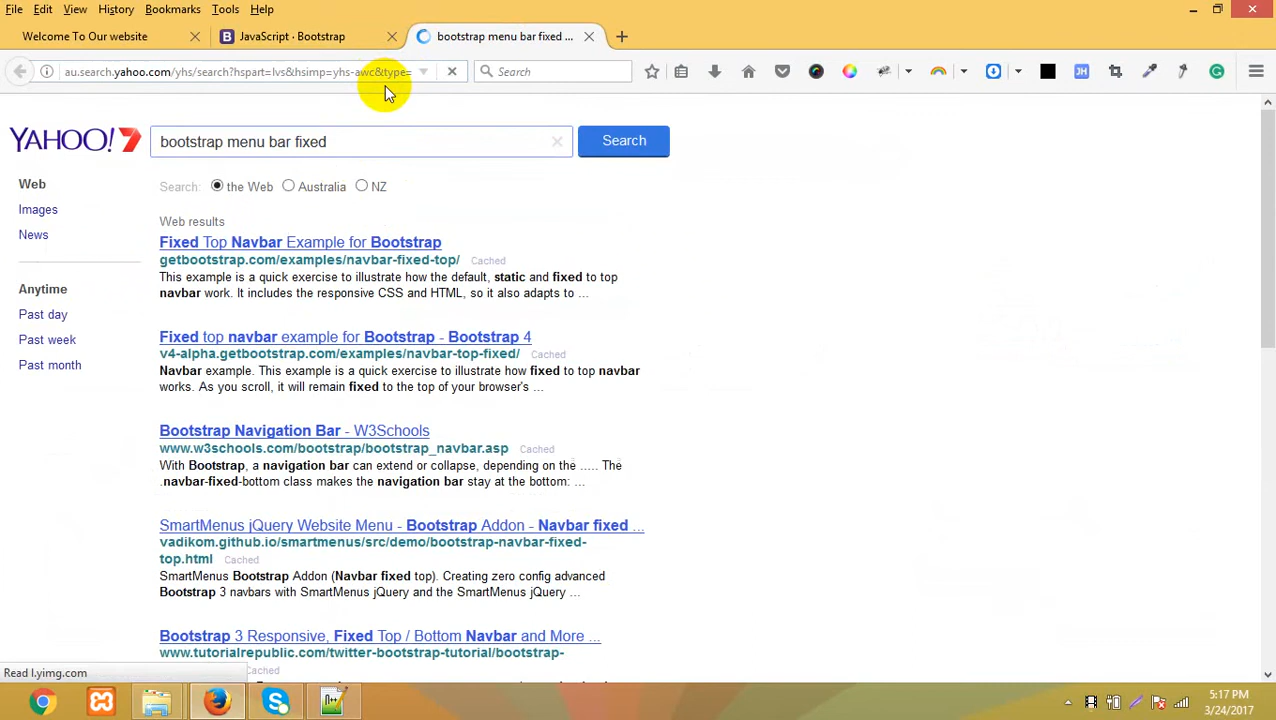 File Edit View History Bookmarks Tools Help
Welcome To Our website
JavaScript · Bootstrap
bootstrap menu bar fixed ...
au.search.yahoo.com/yhs/search?hspart=lvs&hsimp=yhs-awc&type=
Search
JH
YAHOO!7
bootstrap menu bar fixed
Search
Search: the Web Australia NZ
Web
Images
News
Anytime
Past day
Past week
Past month
Web results
Fixed Top Navbar Example for Bootstrap
getbootstrap.com/examples/navbar-fixed-top/ Cached
This example is a quick exercise to illustrate how the default, static and fixed to top
navbar work. It includes the responsive CSS and HTML, so it also adapts to ...
Fixed top navbar example for Bootstrap - Bootstrap 4
v4-alpha.getbootstrap.com/examples/navbar-top-fixed/ Cached
Navbar example. This example is a quick exercise to illustrate how fixed to top navbar
works. As you scroll, it will remain fixed to the top of your browser's ...
Bootstrap Navigation Bar - W3Schools
www.w3schools.com/bootstrap/bootstrap_navbar.asp Cached
With Bootstrap, a navigation bar can extend or collapse, depending on the ..... The
.navbar-fixed-bottom class makes the navigation bar stay at the bottom: ...
SmartMenus jQuery Website Menu - Bootstrap Addon - Navbar fixed ...
vadikom.github.io/smartmenus/src/demo/bootstrap-navbar-fixed-
top.html Cached
SmartMenus Bootstrap Addon (Navbar fixed top). Creating zero config advanced
Bootstrap 3 navbars with SmartMenus jQuery and the SmartMenus jQuery ...
Bootstrap 3 Responsive, Fixed Top / Bottom Navbar and More ...
www.tutorialrepublic.com/twitter-bootstrap-tutorial/bootstrap-
Cached
Read l.yimg.com
5:17 PM
3/24/2017